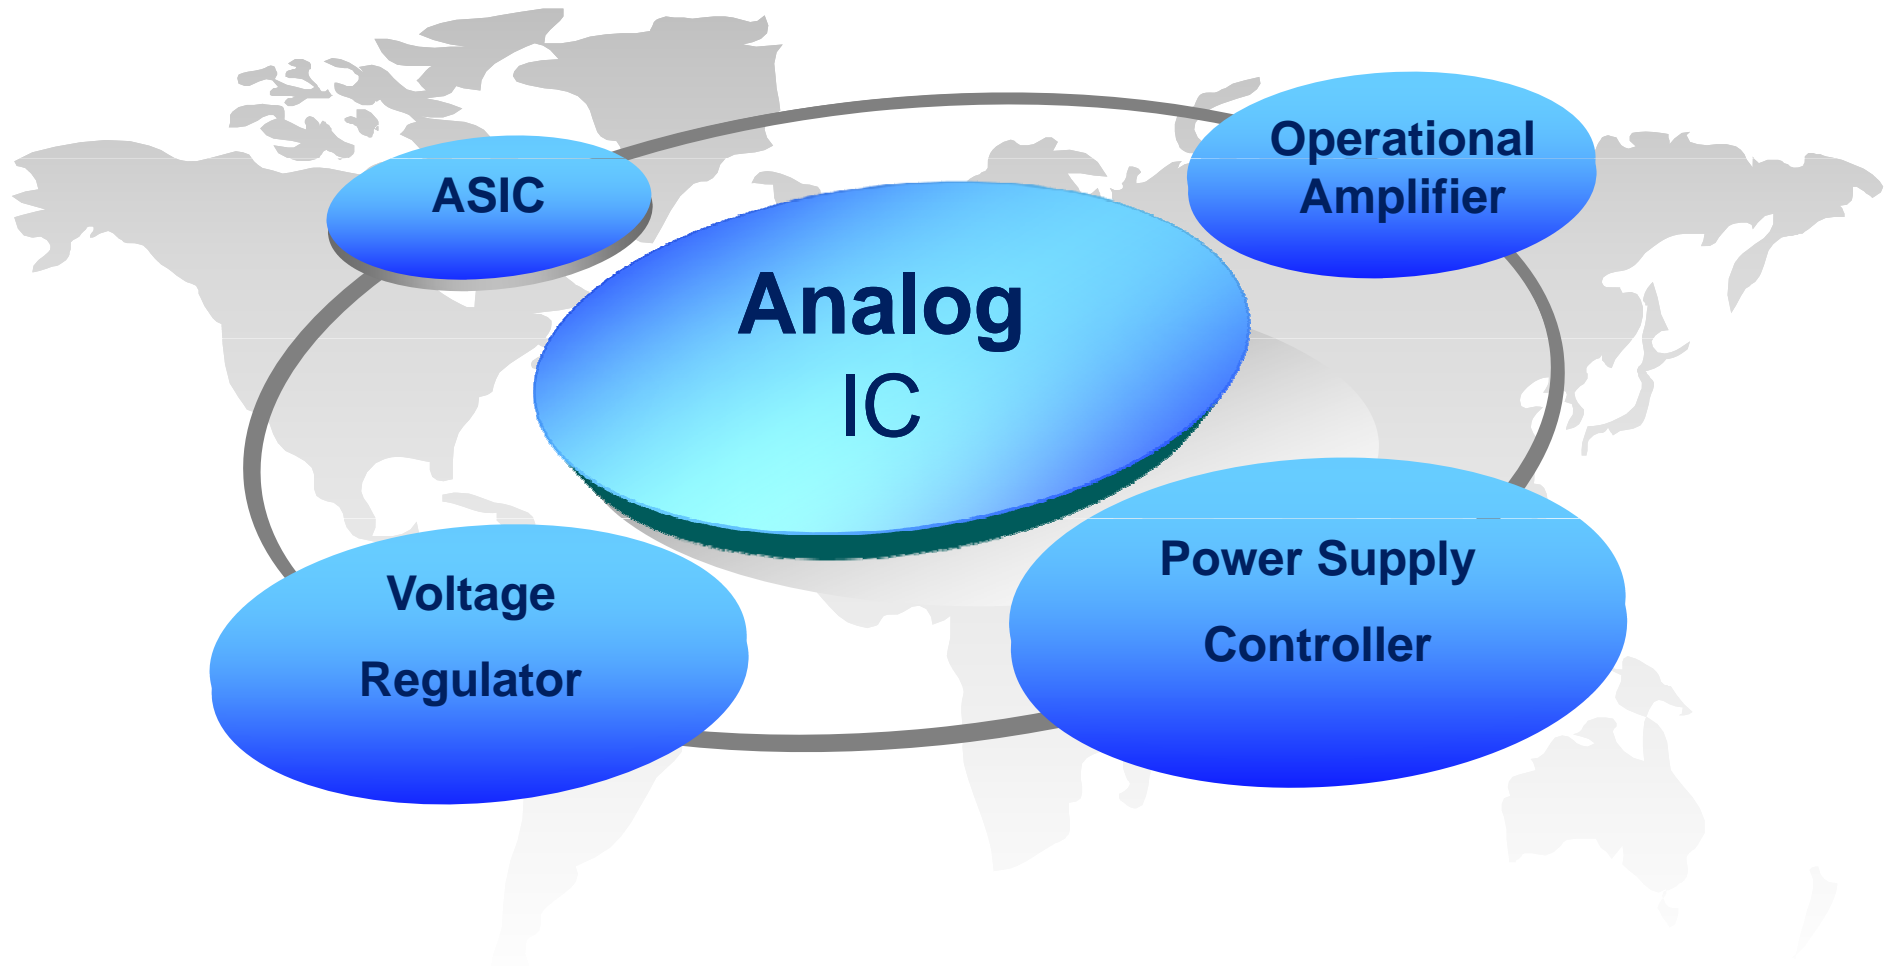 ASIC
Operational
Amplifier
Analog
IC
Voltage
Regulator
Power Supply
Controller